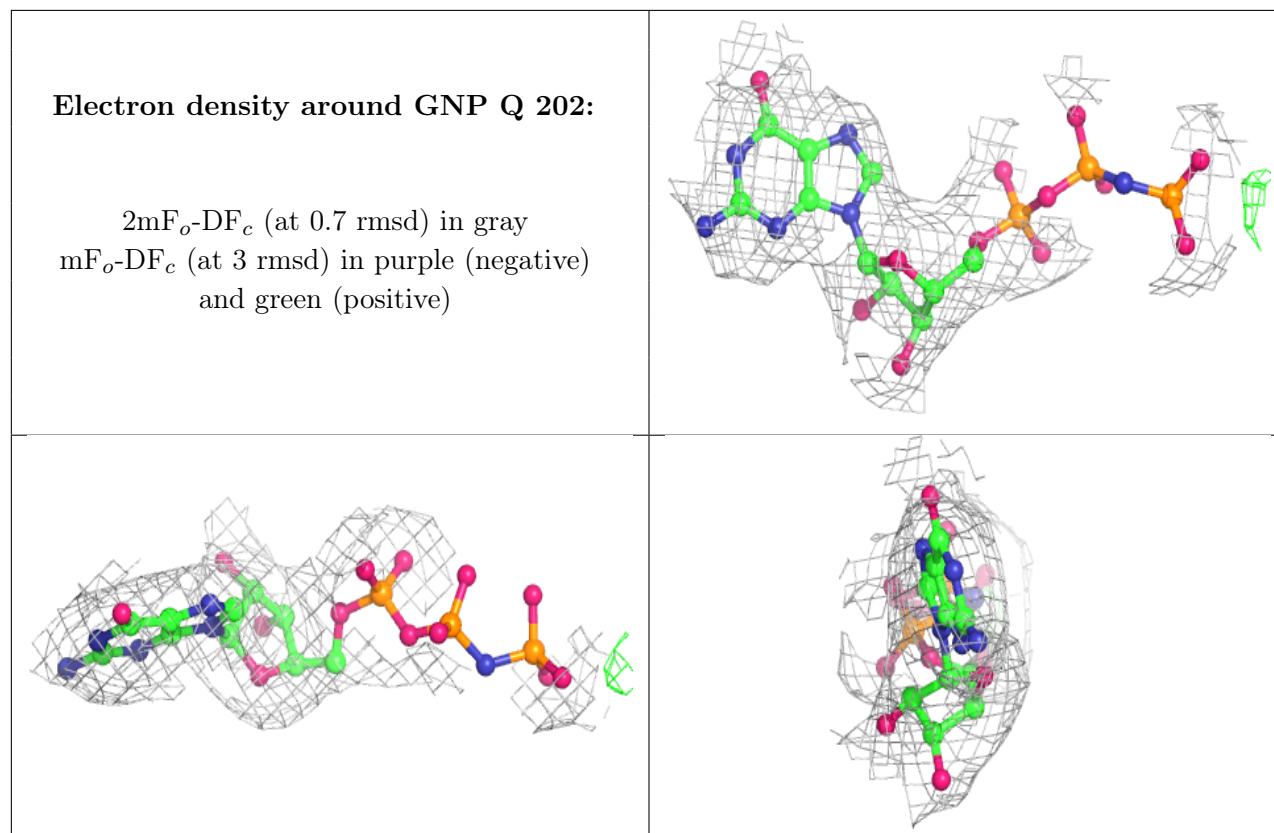 Electron density around GNP Q 202:
2mFo-DFc (at 0.7 rmsd) in gray
mFo-DFc (at 3 rmsd) in purple (negative)
and green (positive)